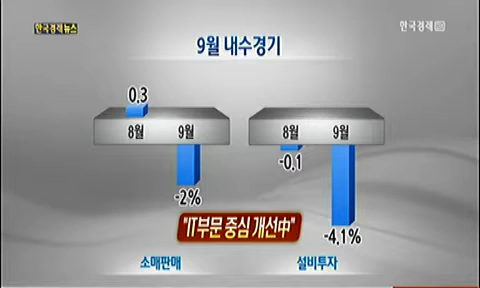 한국경제뉴스
한국경제HD
9월 내수경기
0.3
8월 9월
-2%
8월 9월
-0.1
-4.1%
"IT부문 중심 개선中"
소매판매
설비투자